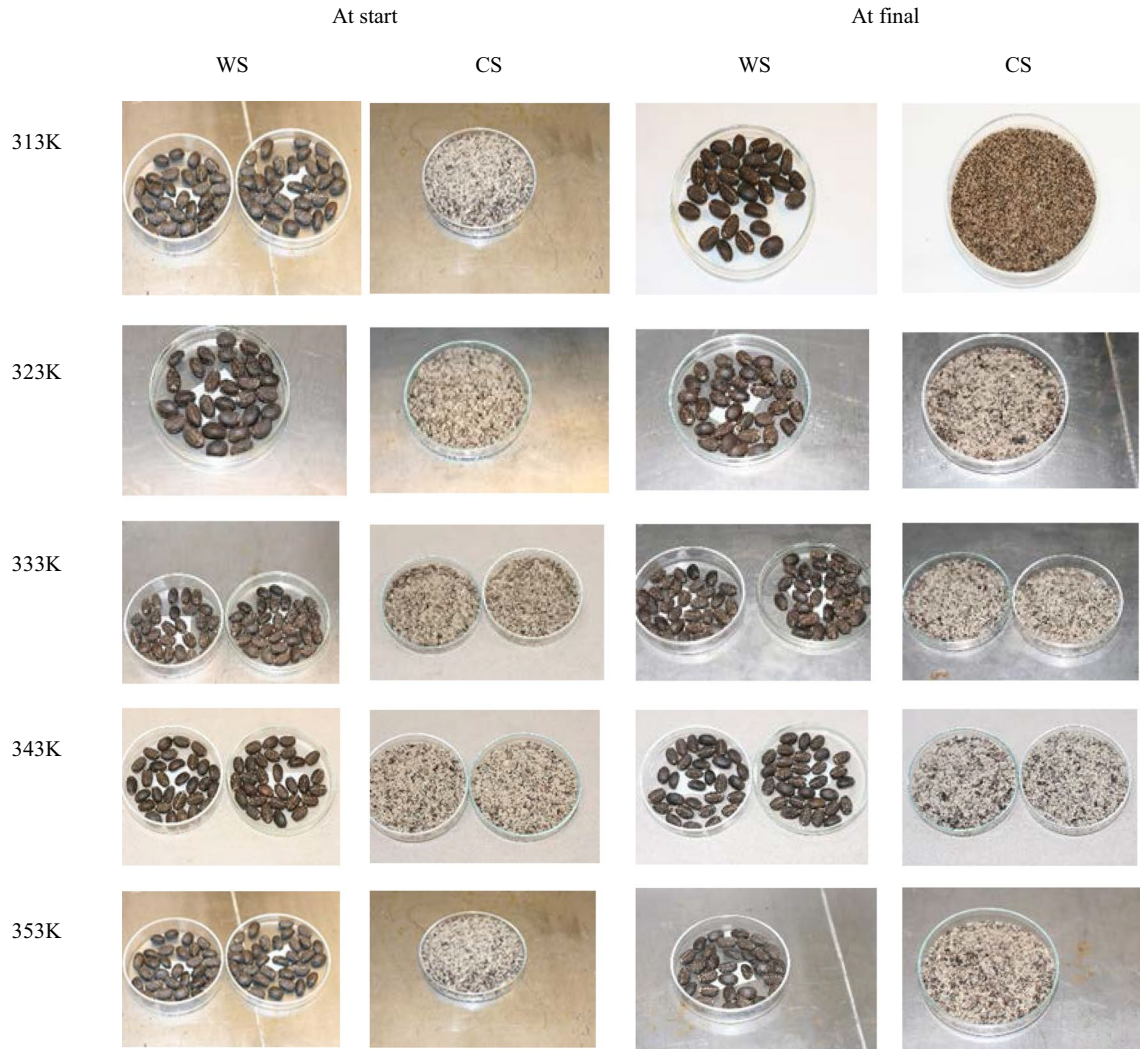 At start At final
WS CS WS CS
313K
323K
333K
343K
353K